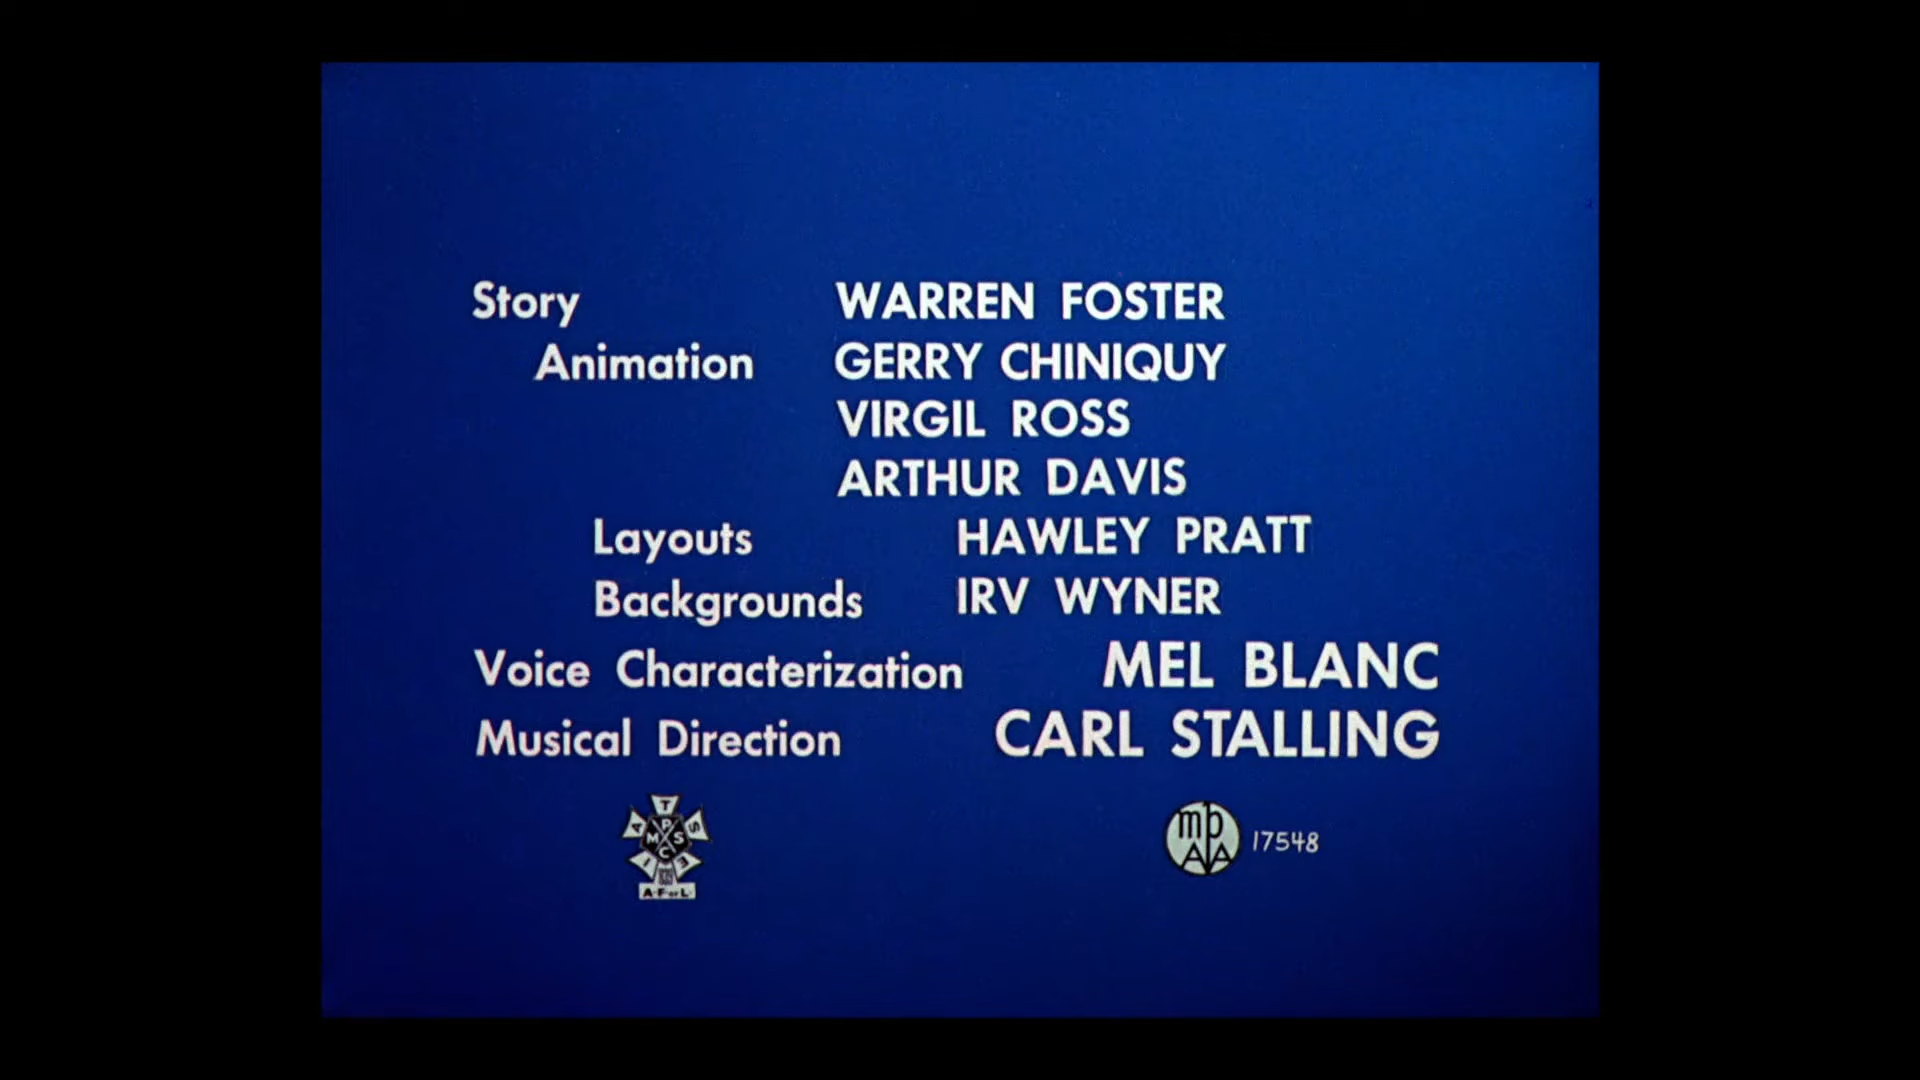 Story WARREN FOSTER
Animation GERRY CHINIQUY
VIRGIL ROSS
ARTHUR DAVIS
Layouts HAWLEY PRATT
Backgrounds IRV WYNER
Voice Characterization MEL BLANC
Musical Direction CARL STALLING
I A T S E
M P S C
A-F-of-L
mp
AA
17548